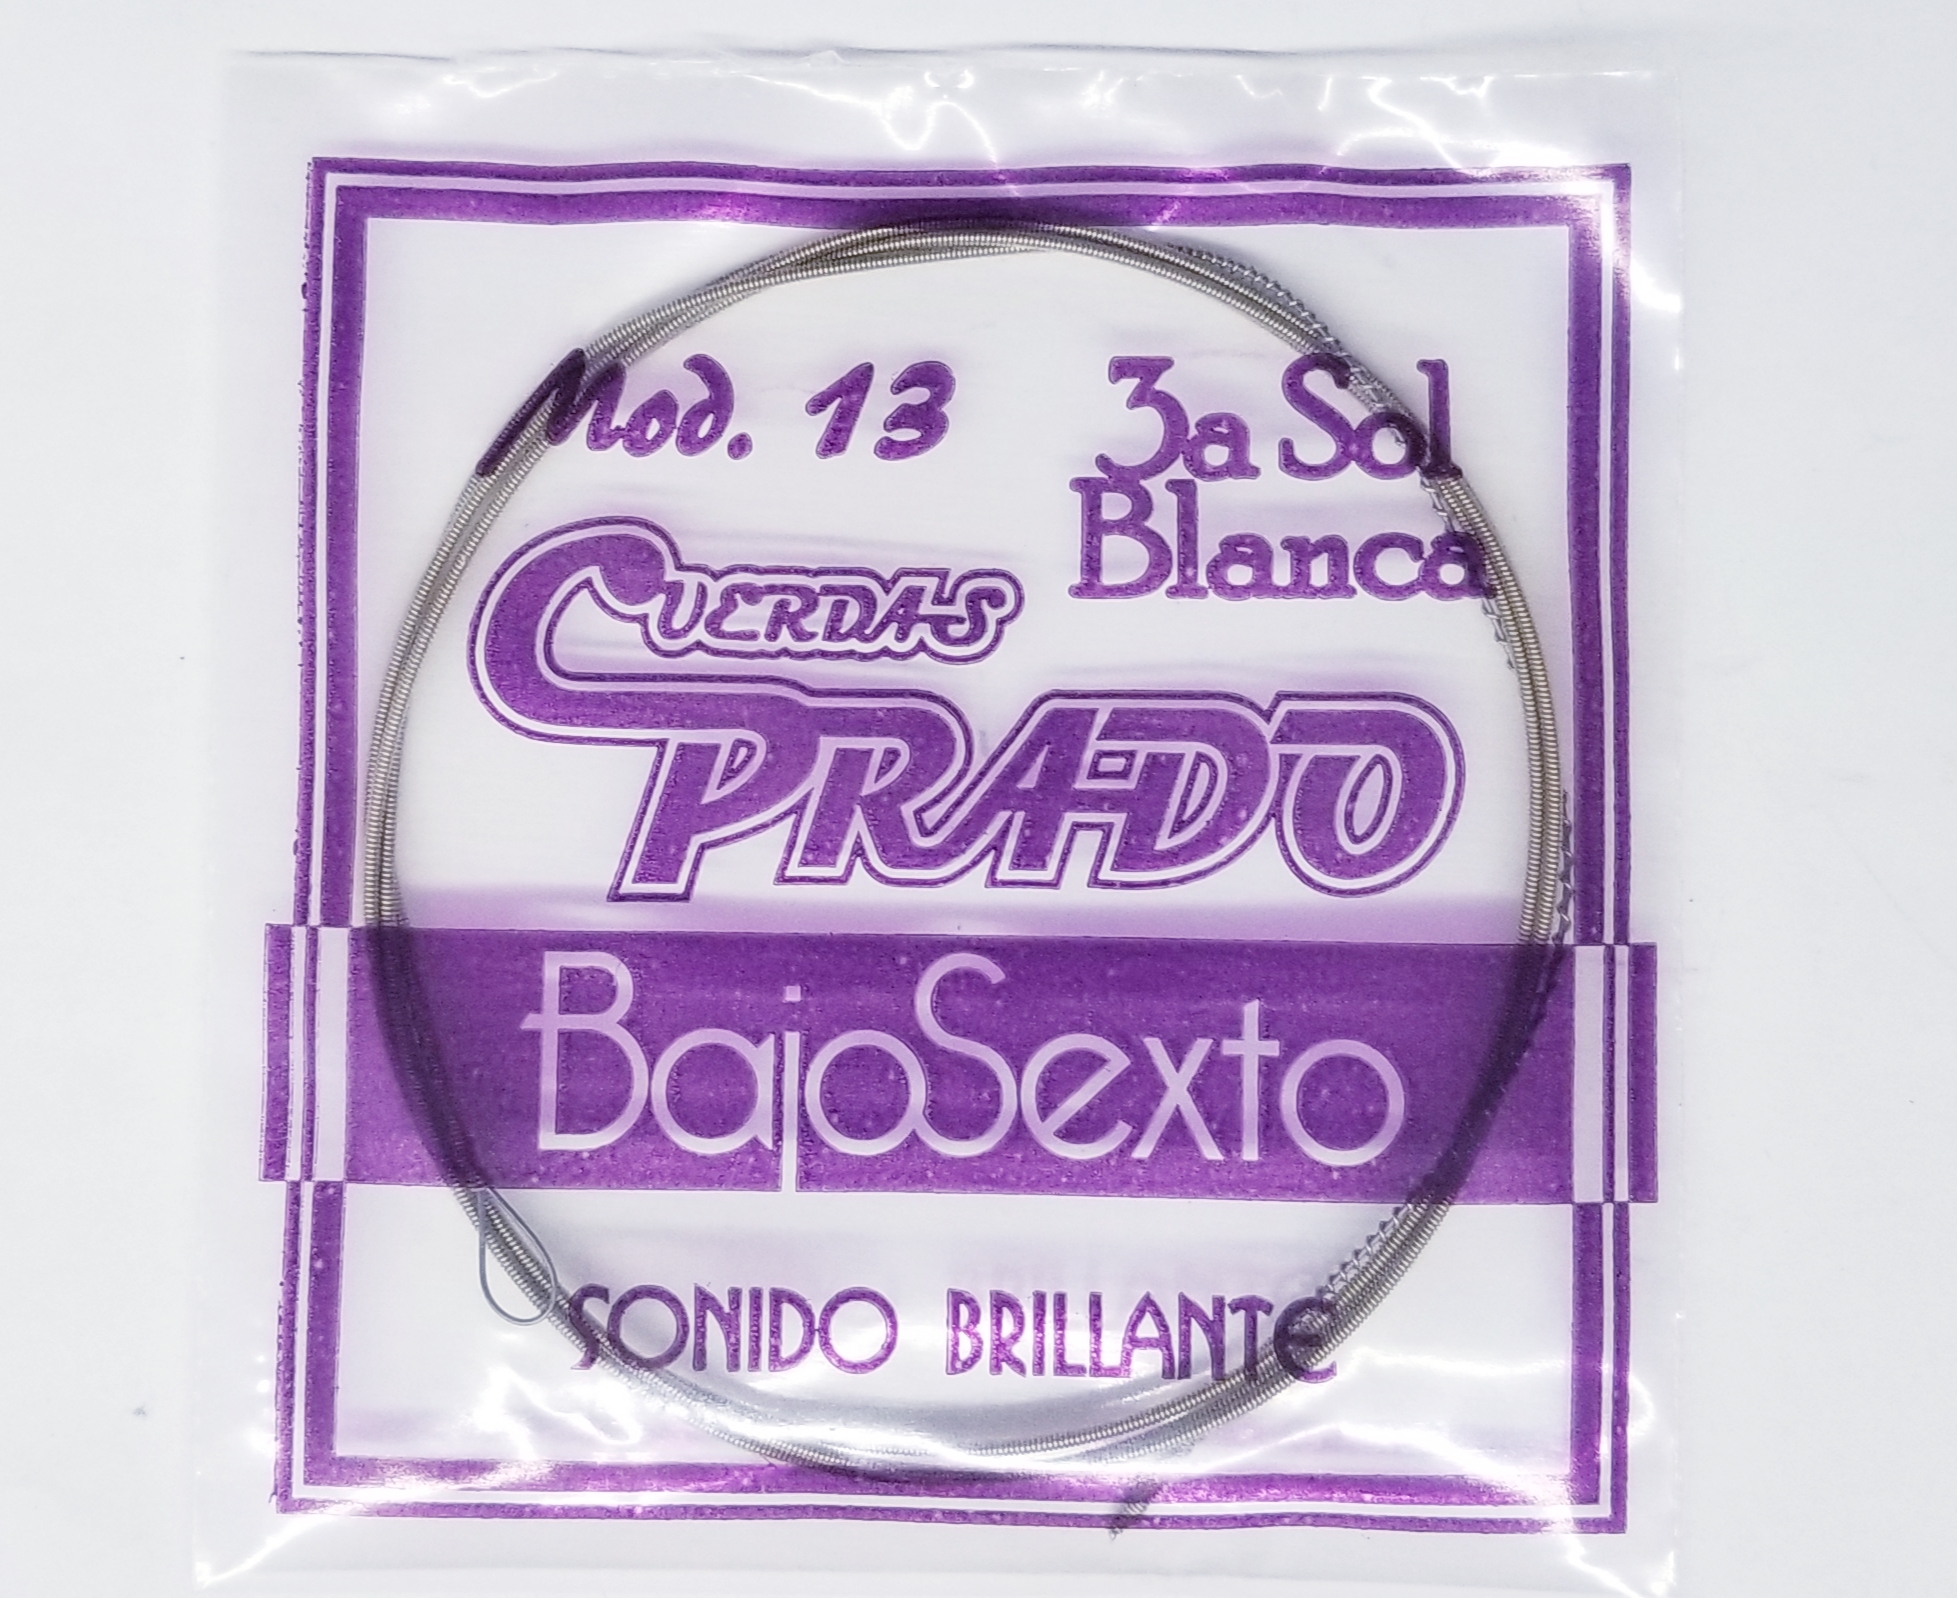 Mod. 13
3a Sol
Blanca
CUERDAS
PRADO
BajoSexto
SONIDO BRILLANTE